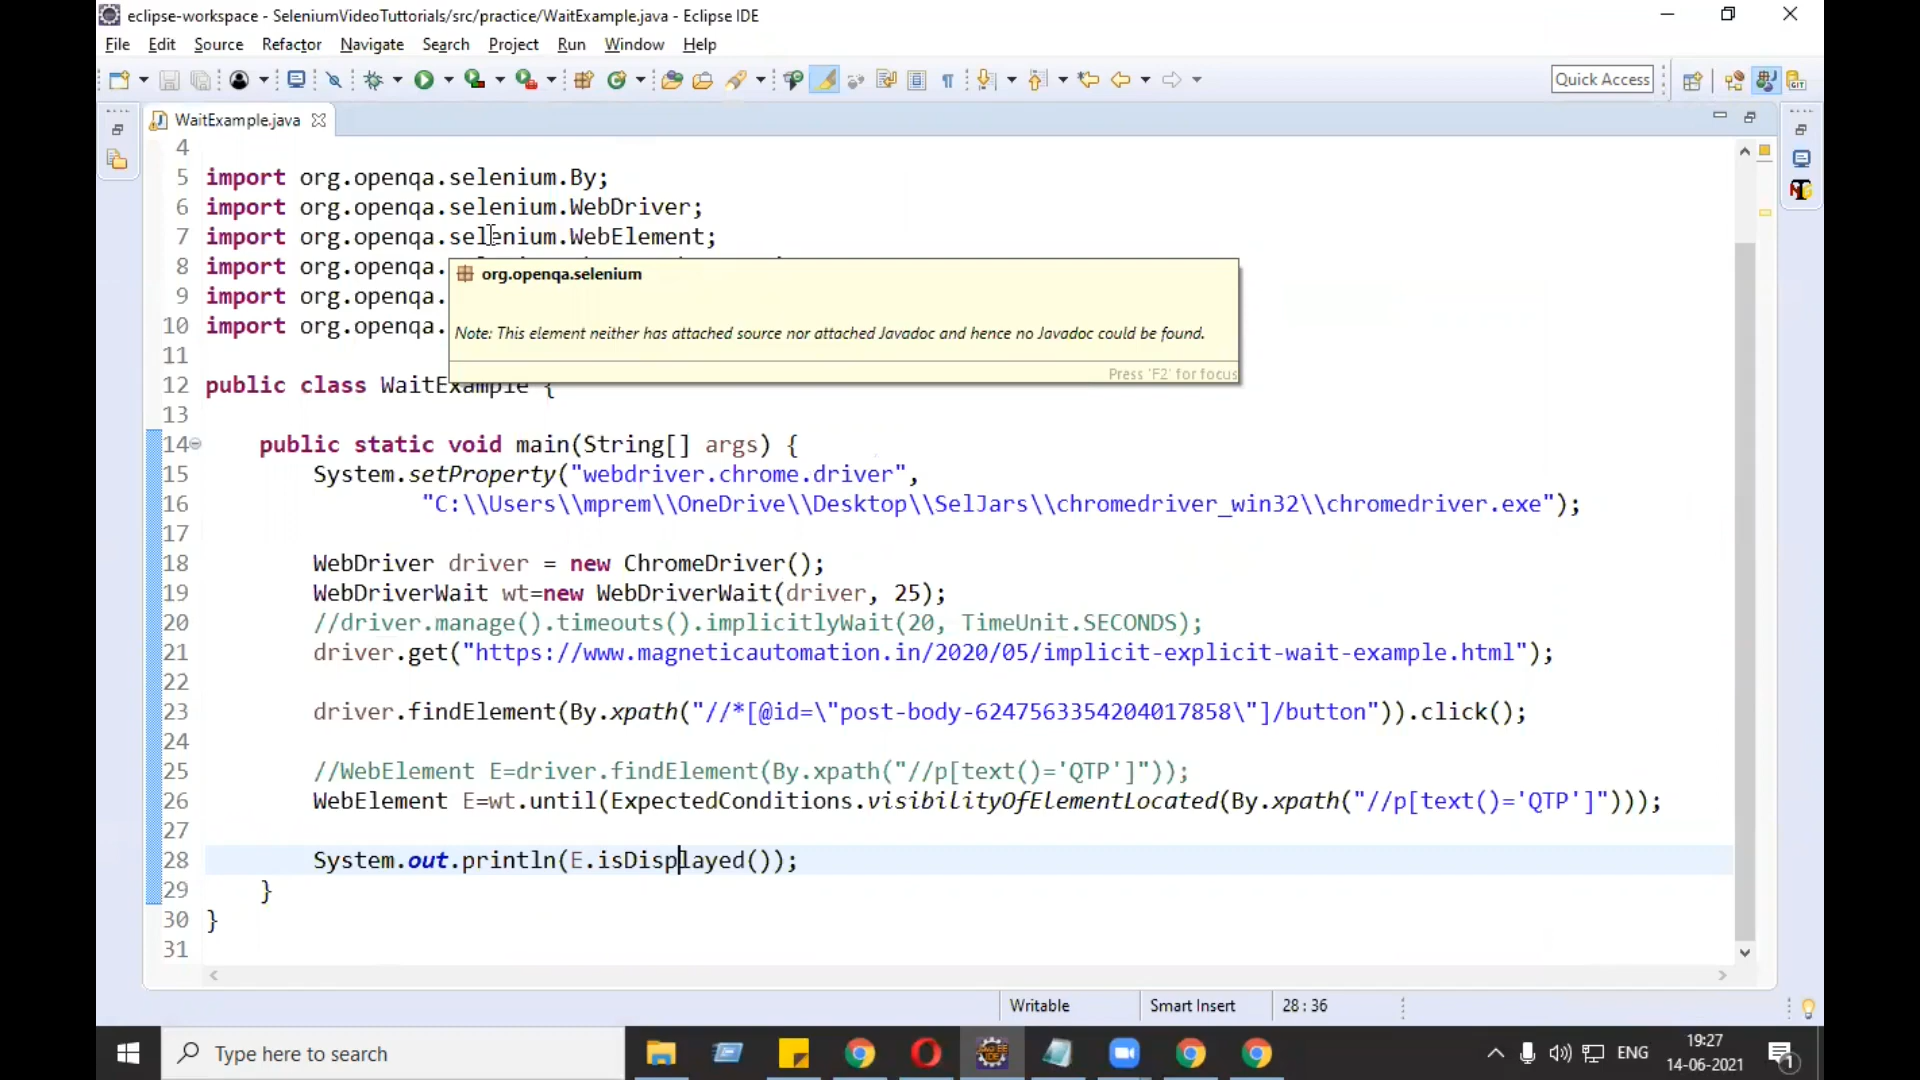 eclipse-workspace - SeleniumVideoTuttorials/src/practice/WaitExample.java - Eclipse IDE
File Edit Source Refactor Navigate Search Project Run Window Help
Quick Access
WaitExample.java
4
5 import org.openqa.selenium.By;
6 import org.openqa.selenium.WebDriver;
7 import org.openqa.selenium.WebElement;
8 import org.openqa.
9 import org.openqa.
10 import org.openqa.
org.openqa.selenium
Note: This element neither has attached source nor attached Javadoc and hence no Javadoc could be found.
Press 'F2' for focus
11
12 public class WaitExample {
13
14 public static void main(String[] args) {
15 System.setProperty("webdriver.chrome.driver",
16 "C:\\Users\\mprem\\OneDrive\\Desktop\\SelJars\\chromedriver_win32\\chromedriver.exe");
17
18 WebDriver driver = new ChromeDriver();
19 WebDriverWait wt=new WebDriverWait(driver, 25);
20 //driver.manage().timeouts().implicitlyWait(20, TimeUnit.SECONDS);
21 driver.get("https://www.magneticautomation.in/2020/05/implicit-explicit-wait-example.html");
22
23 driver.findElement(By.xpath("//*[@id=\"post-body-6247563354204017858\"]/button")).click();
24
25 //WebElement E=driver.findElement(By.xpath("//p[text()='QTP']"));
26 WebElement E=wt.until(ExpectedConditions.visibilityOfElementLocated(By.xpath("//p[text()='QTP']")));
27
28 System.out.println(E.isDisplayed());
29 }
30 }
31
Writable Smart Insert 28 : 36
Type here to search
ENG
19:27
14-06-2021
1